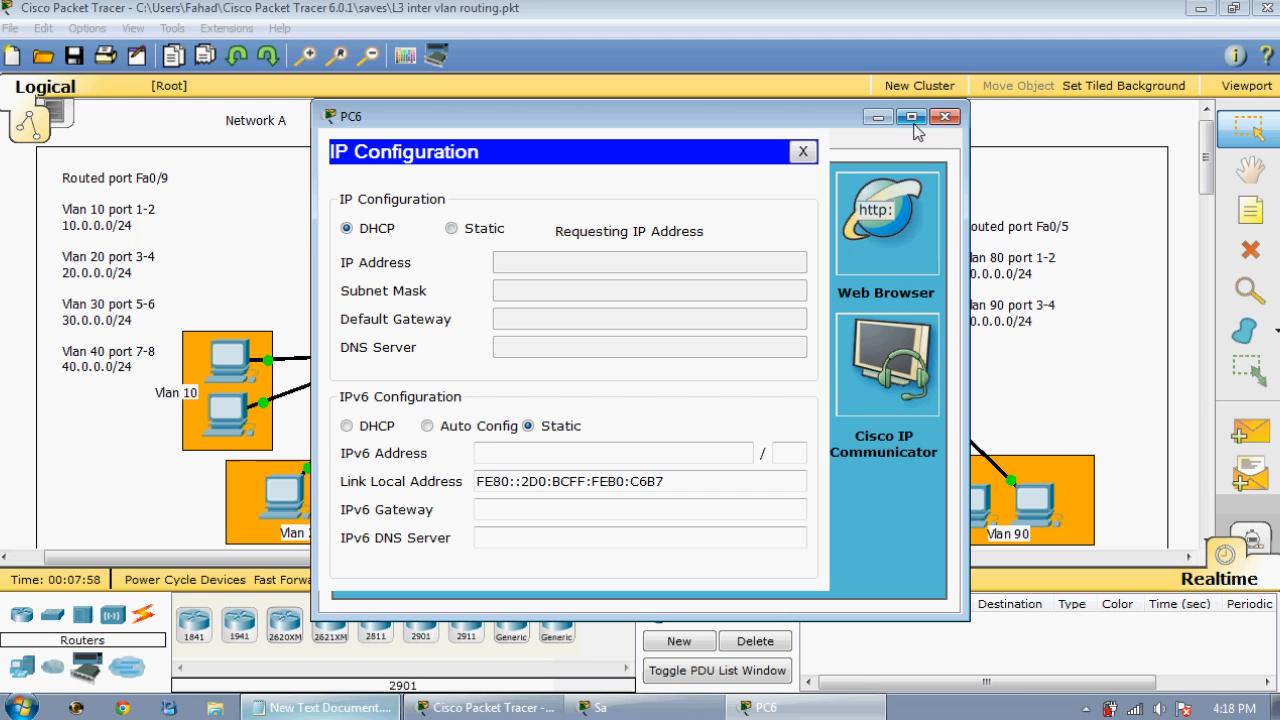 Cisco Packet Tracer - C:\Users\Fahad\Cisco Packet Tracer 6.0.1\saves\L3 inter vlan routing.pkt
File Edit Options View Tools Extensions Help
Logical [Root] New Cluster Move Object Set Tiled Background Viewport
Network A
Routed port Fa0/9
Vlan 10 port 1-2
10.0.0.0/24
Vlan 20 port 3-4
20.0.0.0/24
Vlan 30 port 5-6
30.0.0.0/24
Vlan 40 port 7-8
40.0.0.0/24
Vlan 10
Vlan
PC6
IP Configuration X
IP Configuration
DHCP Static Requesting IP Address
IP Address
Subnet Mask
Default Gateway
DNS Server
IPv6 Configuration
DHCP Auto Config Static
IPv6 Address /
Link Local Address FE80::2D0:BCFF:FEB0:C6B7
IPv6 Gateway
IPv6 DNS Server
http:
Web Browser
Cisco IP
Communicator
outed port Fa0/5
lan 80 port 1-2
0.0.0.0/24
lan 90 port 3-4
0.0.0.0/24
Vlan 90
Time: 00:07:58 Power Cycle Devices Fast Forw
Realtime
Routers
1841 1941 2620XM 2621XM 2811 2901 2911 Generic Generic
2901
New Delete
Toggle PDU List Window
Destination Type Color Time (sec) Periodic
New Text Document.... Cisco Packet Tracer -... Sa PC6 4:18 PM